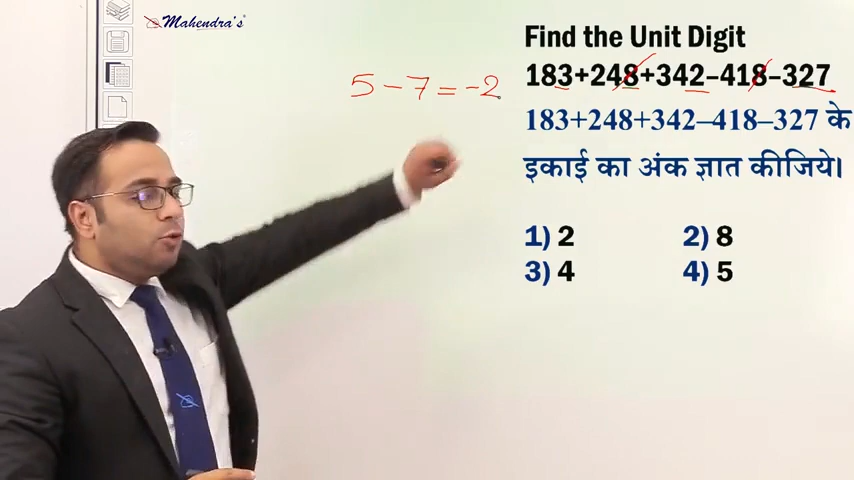 Mahendra's
Find the Unit Digit
183+248+342–418–327
5 – 7 = –2
183+248+342–418–327 के
इकाई का अंक ज्ञात कीजिये।
1) 2 2) 8
3) 4 4) 5